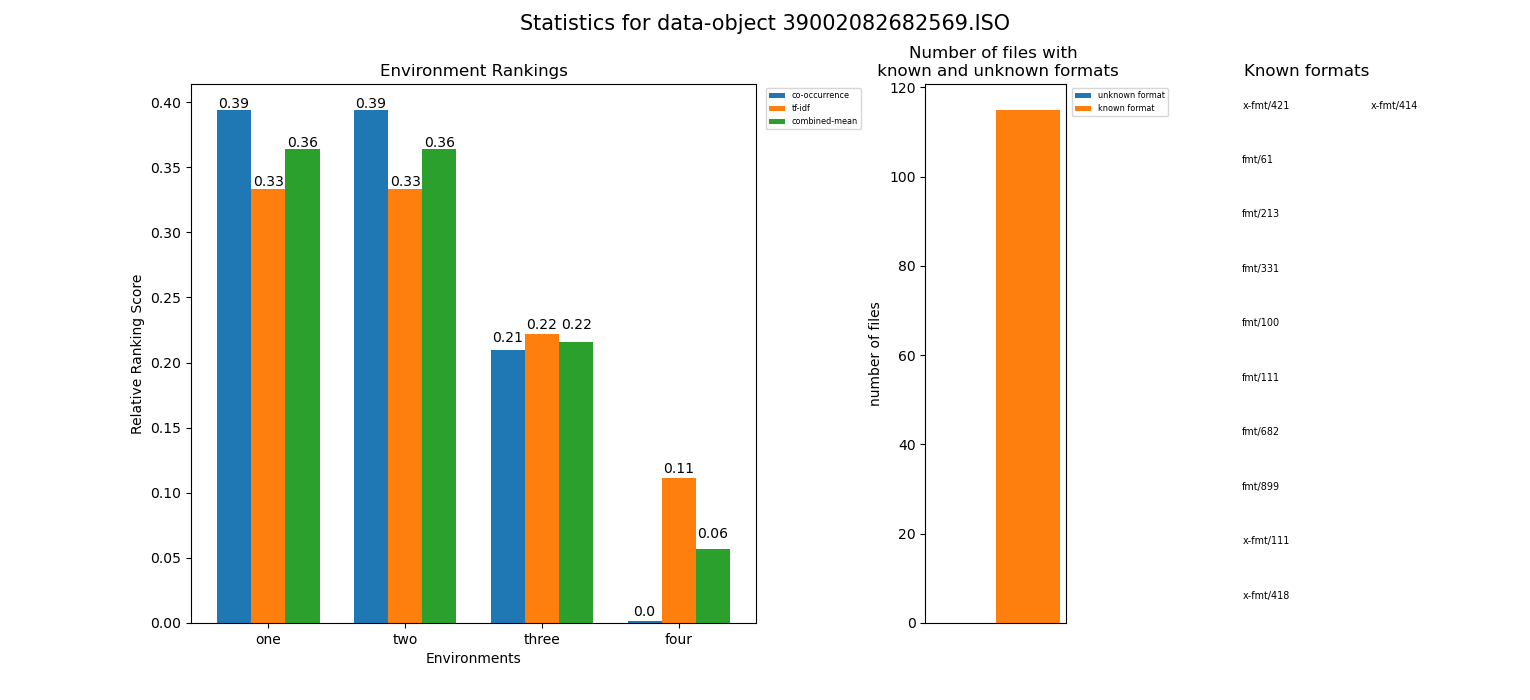 Statistics for data-object 39002082682569.ISO
Environment Rankings
0.40
0.35
0.30
0.25
0.20
0.15
0.10
0.05
0.00
Relative Ranking Score
0.39
0.33
0.36
0.39
0.33
0.36
0.21
0.22
0.22
0.0
0.11
0.06
one
two
three
four
Environments
co-occurrence
tf-idf
combined-mean
Number of files with
known and unknown formats
120
100
80
60
40
20
0
number of files
unknown format
known format
Known formats
x-fmt/421
x-fmt/414
fmt/61
fmt/213
fmt/331
fmt/100
fmt/111
fmt/682
fmt/899
x-fmt/111
x-fmt/418